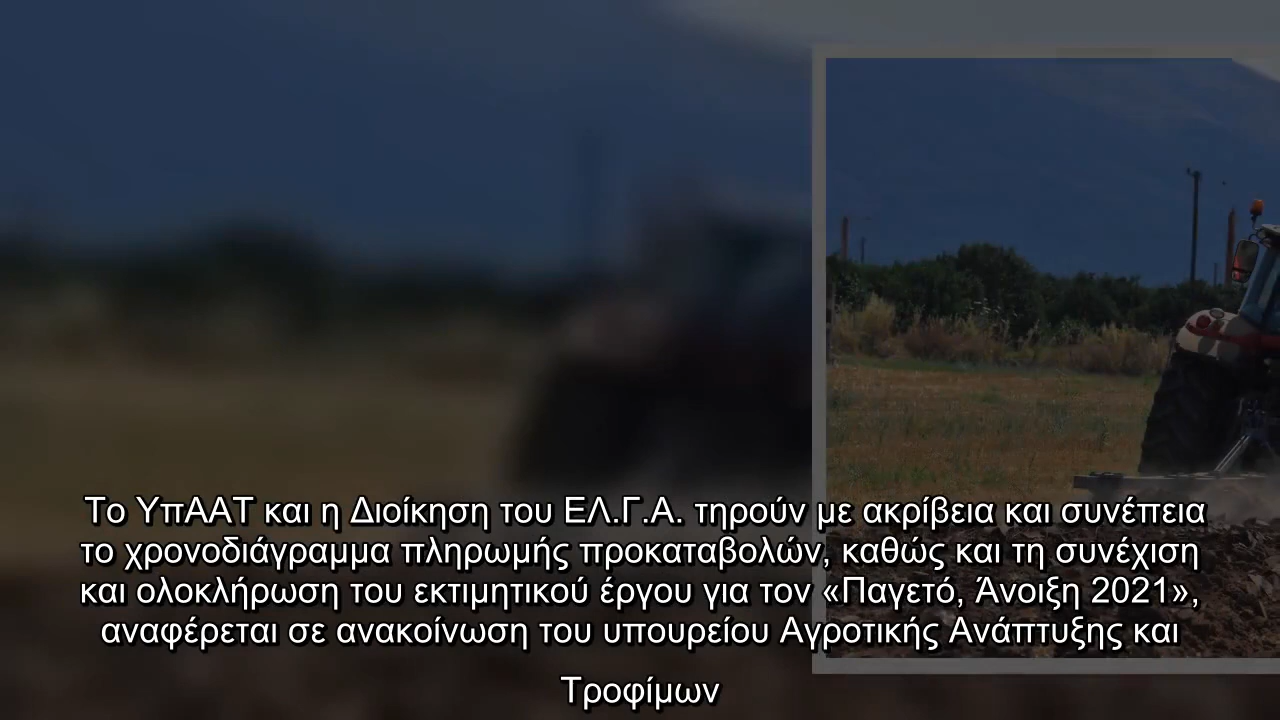 Το ΥπΑΑΤ και η Διοίκηση του ΕΛ.Γ.Α. τηρούν με ακρίβεια και συνέπεια
το χρονοδιάγραμμα πληρωμής προκαταβολών, καθώς και τη συνέχιση
και ολοκλήρωση του εκτιμητικού έργου για τον «Παγετό, Άνοιξη 2021»,
αναφέρεται σε ανακοίνωση του υπουρείου Αγροτικής Ανάπτυξης και
Τροφίμων